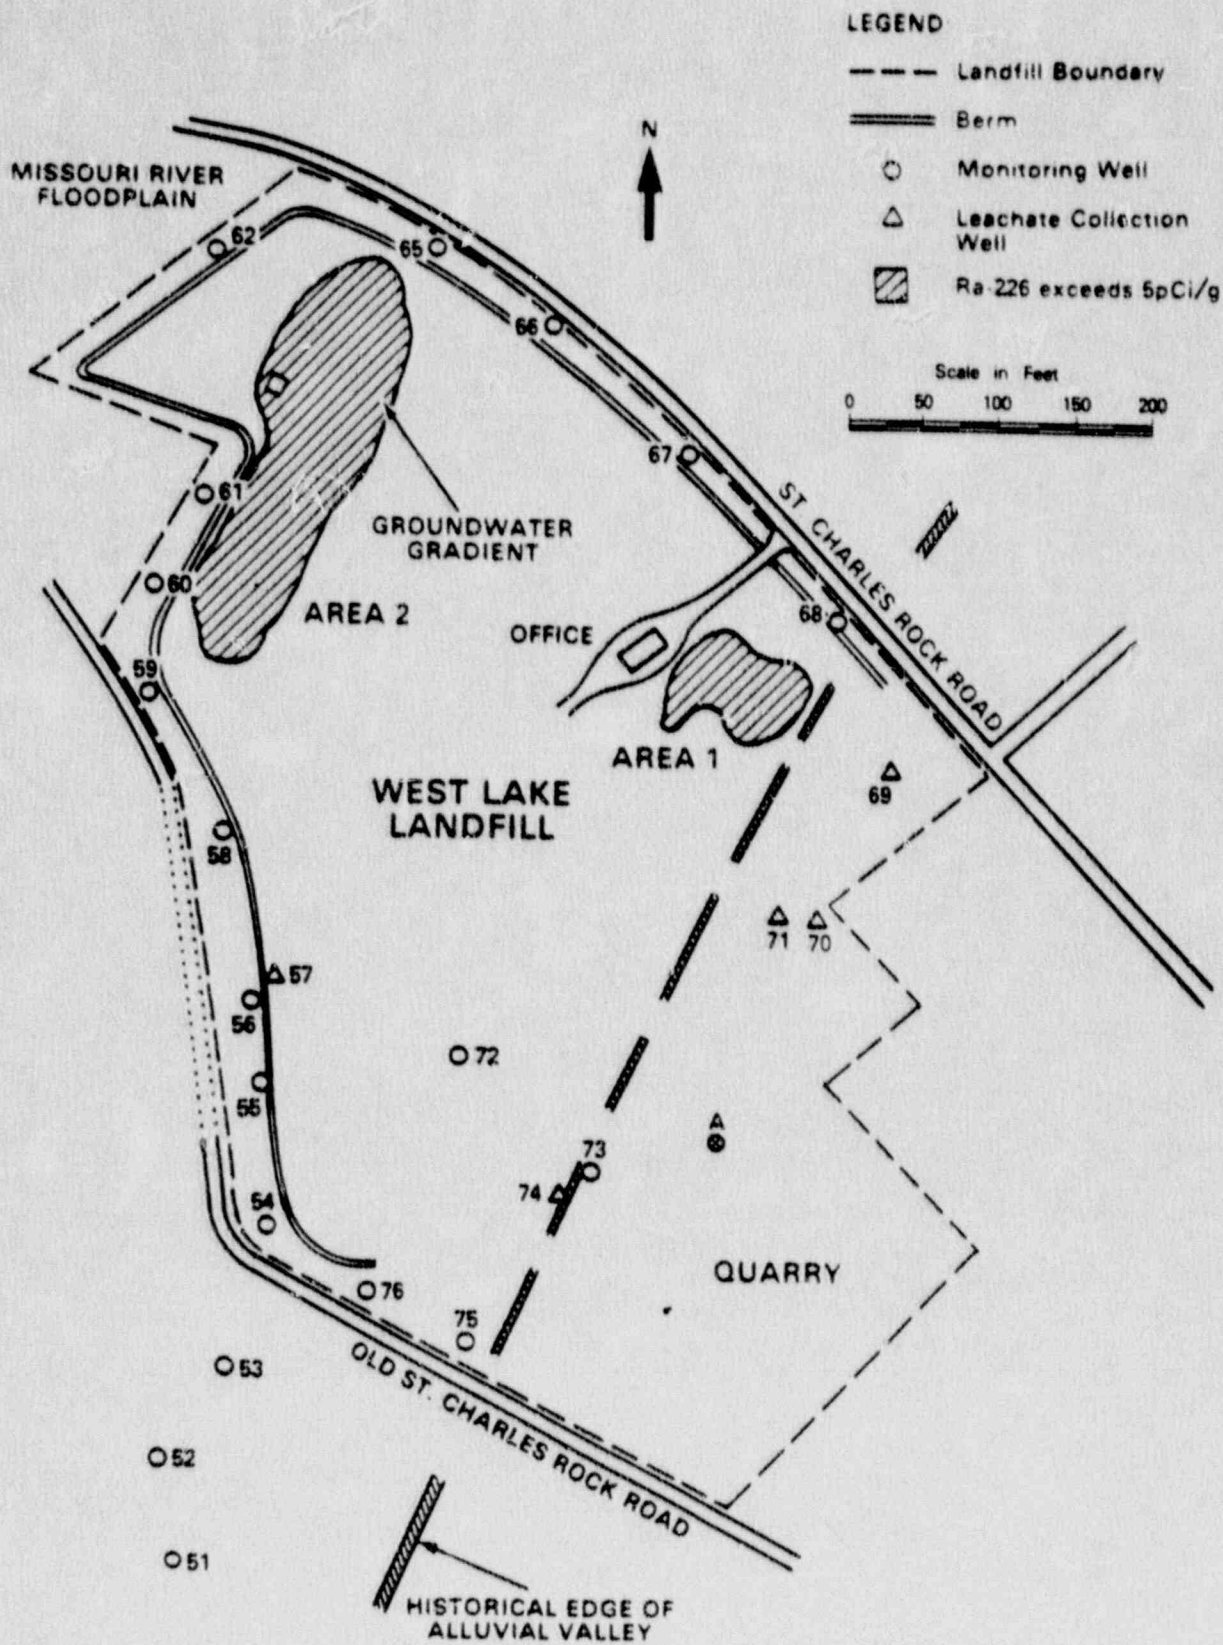 LEGEND
Landfill Boundary
Berm
Monitoring Well
Leachate Collection
Well
Ra-226 exceeds 5pCi/g
Scale in Feet
0 50 100 150 200
N
MISSOURI RIVER
FLOODPLAIN
62
65
66
67
61
GROUNDWATER
GRADIENT
ST. CHARLES ROCK ROAD
60
AREA 2
OFFICE
68
59
AREA 1
WEST LAKE
LANDFILL
69
58
71 70
57
56
72
55
A
73
74
54
QUARRY
76
75
53
OLD ST. CHARLES ROCK ROAD
52
51
HISTORICAL EDGE OF
ALLUVIAL VALLEY